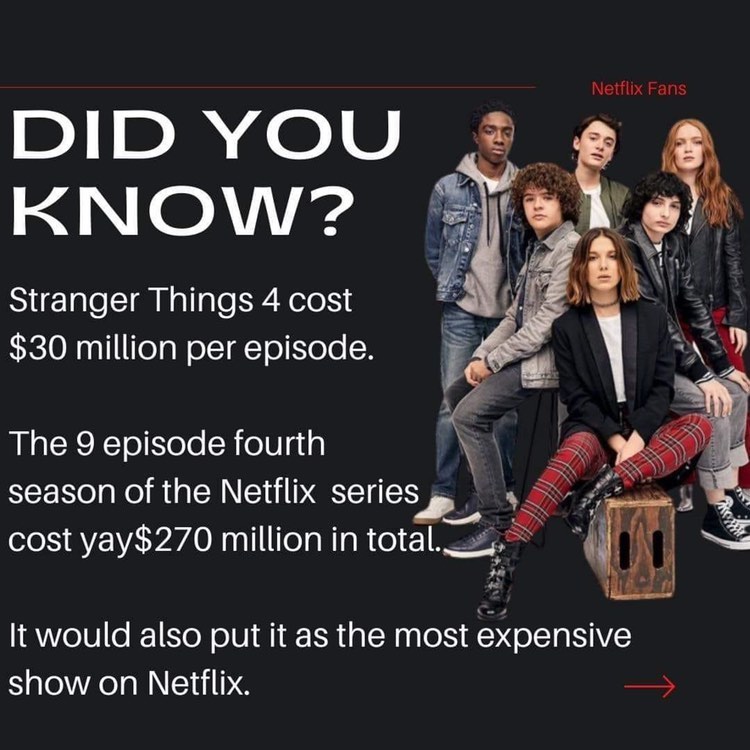 Netflix Fans
DID YOU
KNOW?
Stranger Things 4 cost
$30 million per episode.
The 9 episode fourth
season of the Netflix series
cost yay$270 million in total.
It would also put it as the most expensive
show on Netflix.